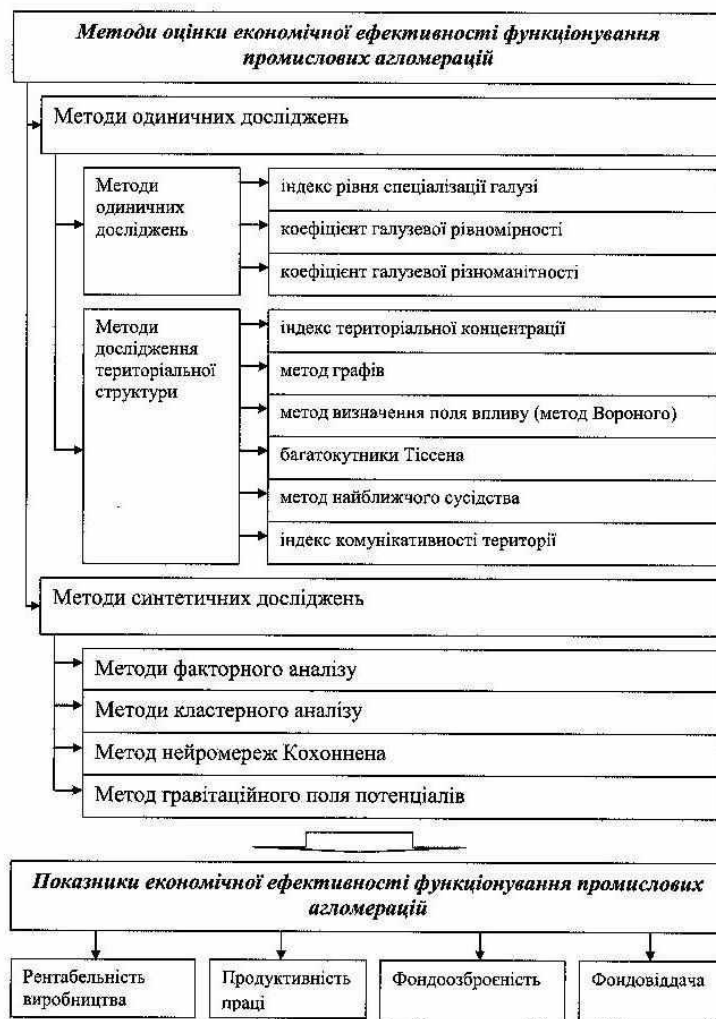 Методи оцінки економічної ефективності функціонування
промислових агломерацій
Методи одиничних досліджень
Методи
одиничних
досліджень
індекс рівня спеціалізації галузі
коефіцієнт галузевої рівномірності
коефіцієнт галузевої різноманітності
Методи
дослідження
територіальної
структури
індекс територіальної концентрації
метод графів
метод визначення поля впливу (метод Вороного)
багатокутники Тіссена
метод найближчого сусідства
індекс комунікативності території
Методи синтетичних досліджень
Методи факторного аналізу
Методи кластерного аналізу
Метод нейромереж Кохоннена
Метод гравітаційного поля потенціалів
Показники економічної ефективності функціонування промислових
агломерацій
Рентабельність
виробництва
Продуктивність
праці
Фондоозброєність
Фондовіддача